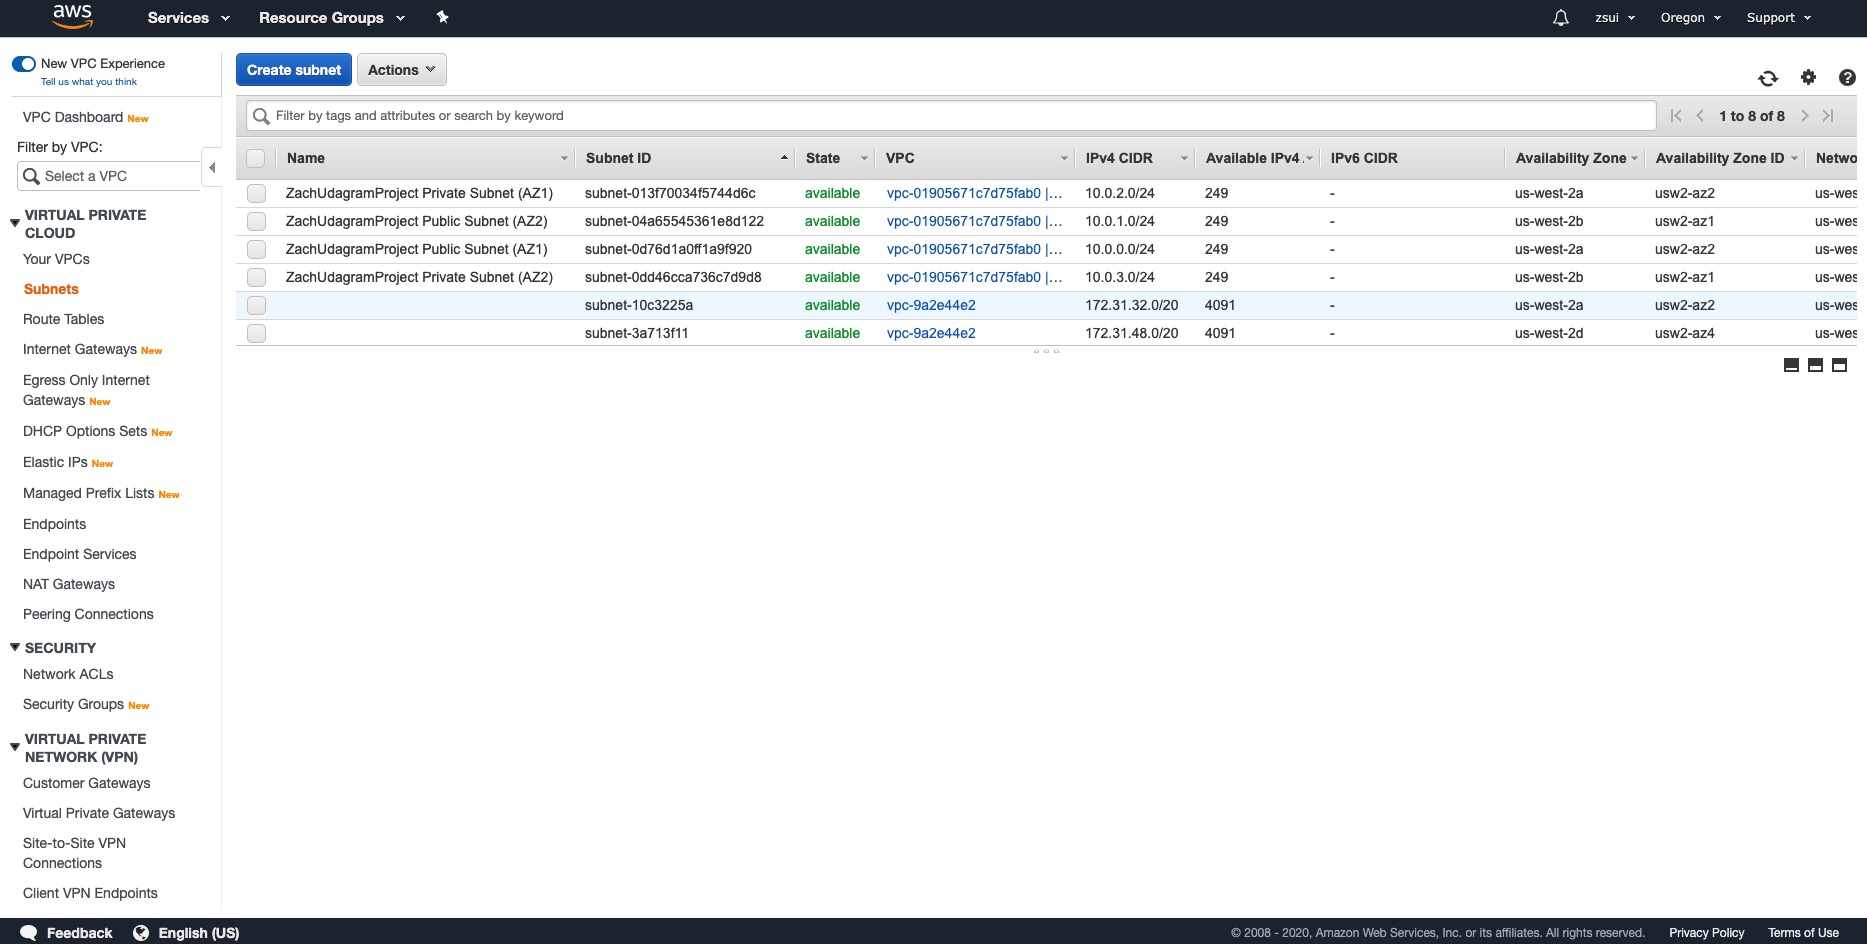 aws Services Resource Groups zsui Oregon Support
New VPC Experience
Tell us what you think
VPC Dashboard New
Filter by VPC:
Select a VPC
VIRTUAL PRIVATE
CLOUD
Your VPCs
Subnets
Route Tables
Internet Gateways New
Egress Only Internet
Gateways New
DHCP Options Sets New
Elastic IPs New
Managed Prefix Lists New
Endpoints
Endpoint Services
NAT Gateways
Peering Connections
SECURITY
Network ACLs
Security Groups New
VIRTUAL PRIVATE
NETWORK (VPN)
Customer Gateways
Virtual Private Gateways
Site-to-Site VPN
Connections
Client VPN Endpoints
Create subnet Actions
Filter by tags and attributes or search by keyword 1 to 8 of 8
Name Subnet ID State VPC IPv4 CIDR Available IPv4 . IPv6 CIDR Availability Zone Availability Zone ID Netwo
ZachUdagramProject Private Subnet (AZ1) subnet-013f70034f5744d6c available vpc-01905671c7d75fab0 |... 10.0.2.0/24 249 - us-west-2a usw2-az2 us-wes
ZachUdagramProject Public Subnet (AZ2) subnet-04a65545361e8d122 available vpc-01905671c7d75fab0 |... 10.0.1.0/24 249 - us-west-2b usw2-az1 us-wes
ZachUdagramProject Public Subnet (AZ1) subnet-0d76d1a0ff1a9f920 available vpc-01905671c7d75fab0 |... 10.0.0.0/24 249 - us-west-2a usw2-az2 us-wes
ZachUdagramProject Private Subnet (AZ2) subnet-0dd46cca736c7d9d8 available vpc-01905671c7d75fab0 |... 10.0.3.0/24 249 - us-west-2b usw2-az1 us-wes
subnet-10c3225a available vpc-9a2e44e2 172.31.32.0/20 4091 - us-west-2a usw2-az2 us-wes
subnet-3a713f11 available vpc-9a2e44e2 172.31.48.0/20 4091 - us-west-2d usw2-az4 us-wes
Feedback English (US) © 2008 - 2020, Amazon Web Services, Inc. or its affiliates. All rights reserved. Privacy Policy Terms of Use